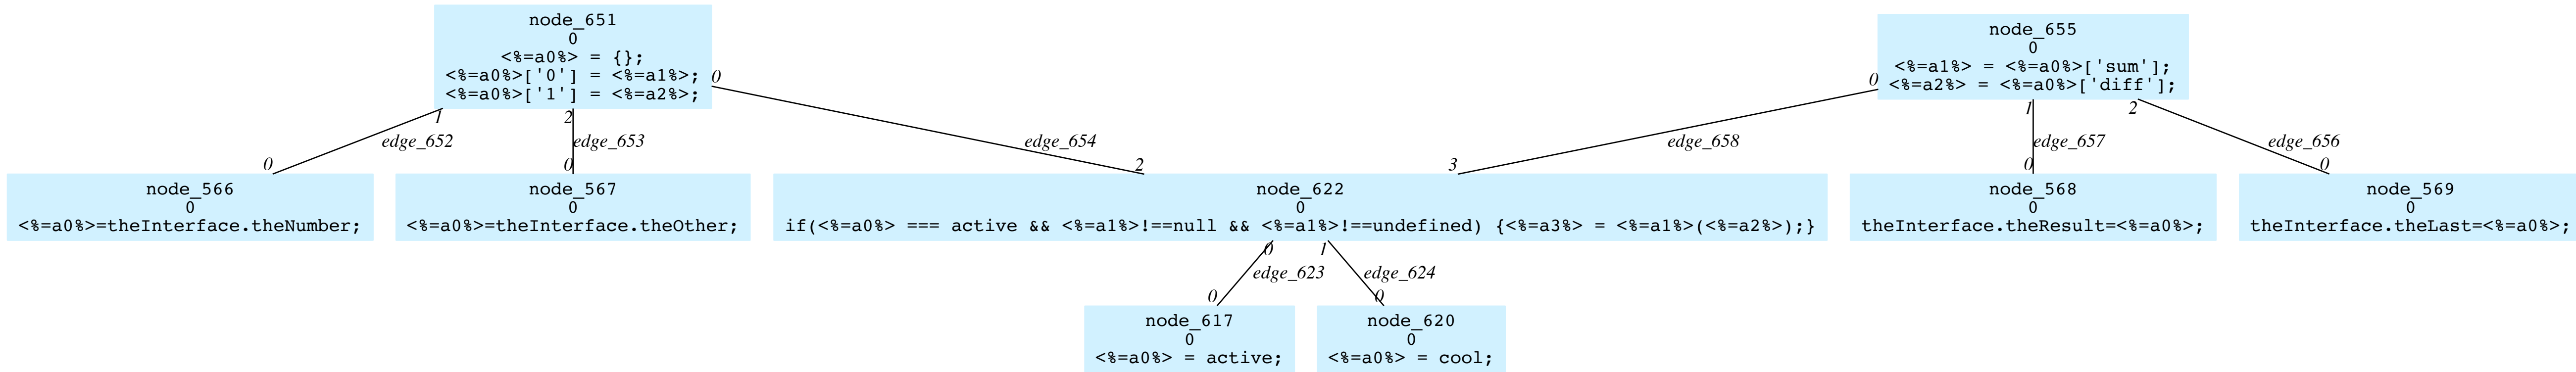 node_651
0
<%=a0%> = {};
<%=a0%>['0'] = <%=a1%>;
<%=a0%>['1'] = <%=a2%>;
node_655
0
<%=a1%> = <%=a0%>['sum'];
<%=a2%> = <%=a0%>['diff'];
0
0
1
2
1
2
edge_652
edge_653
edge_654
edge_658
edge_657
edge_656
0
0
2
3
0
0
node_566
0
<%=a0%>=theInterface.theNumber;
node_567
0
<%=a0%>=theInterface.theOther;
node_622
0
if(<%=a0%> === active && <%=a1%>!==null && <%=a1%>!==undefined) {<%=a3%> = <%=a1%>(<%=a2%>);}
node_568
0
theInterface.theResult=<%=a0%>;
node_569
0
theInterface.theLast=<%=a0%>;
0
1
edge_623
edge_624
0
0
node_617
0
<%=a0%> = active;
node_620
0
<%=a0%> = cool;